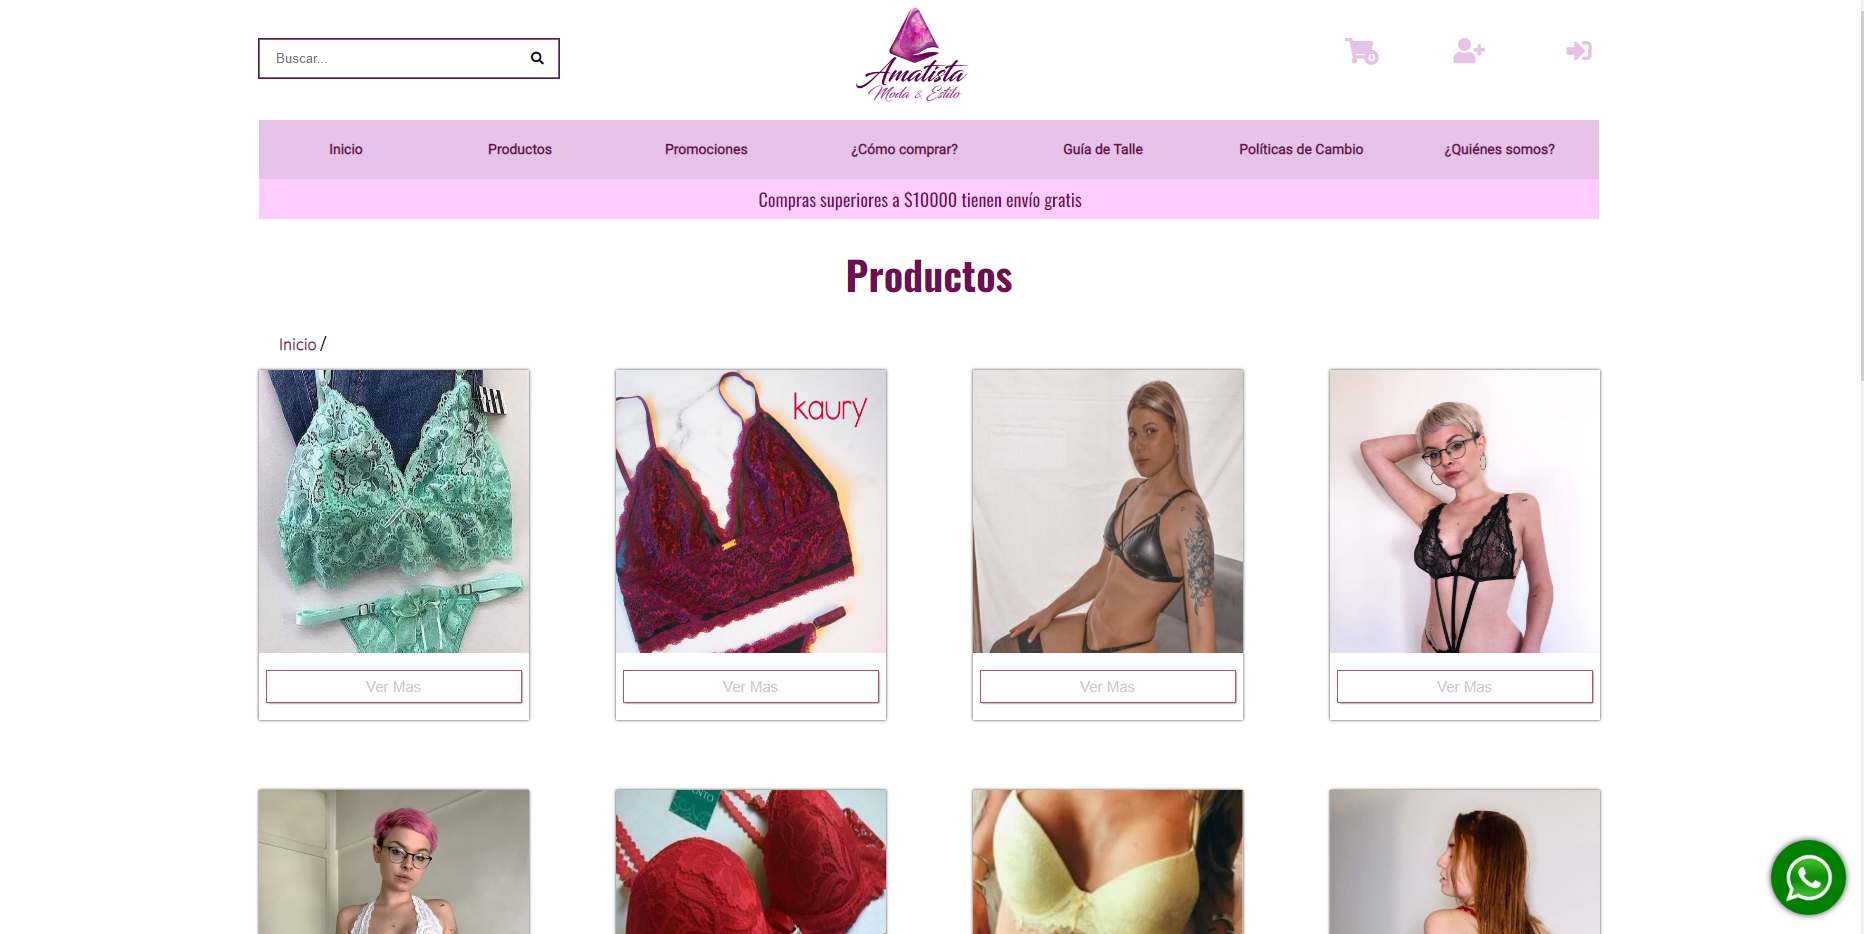 Buscar...
Amatista
Moda & Estilo
0
Inicio
Productos
Promociones
¿Cómo comprar?
Guía de Talle
Políticas de Cambio
¿Quiénes somos?
Compras superiores a $10000 tienen envío gratis
Productos
Inicio /
kaury
Ver Mas
Ver Mas
Ver Mas
Ver Mas